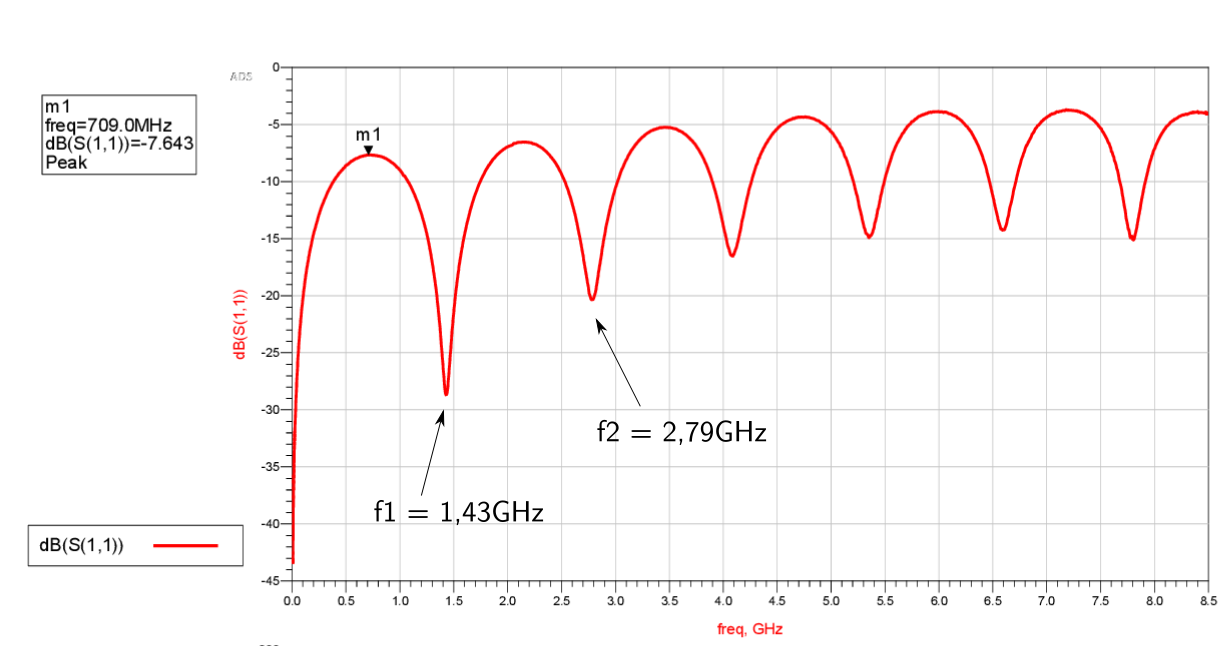 ADS
m1
freq=709.0MHz
dB(S(1,1))=-7.643
Peak
m1
0
-5
-10
-15
-20
-25
-30
-35
-40
-45
dB(S(1,1))
f2 = 2,79GHz
f1 = 1,43GHz
dB(S(1,1))
0.0 0.5 1.0 1.5 2.0 2.5 3.0 3.5 4.0 4.5 5.0 5.5 6.0 6.5 7.0 7.5 8.0 8.5
freq, GHz